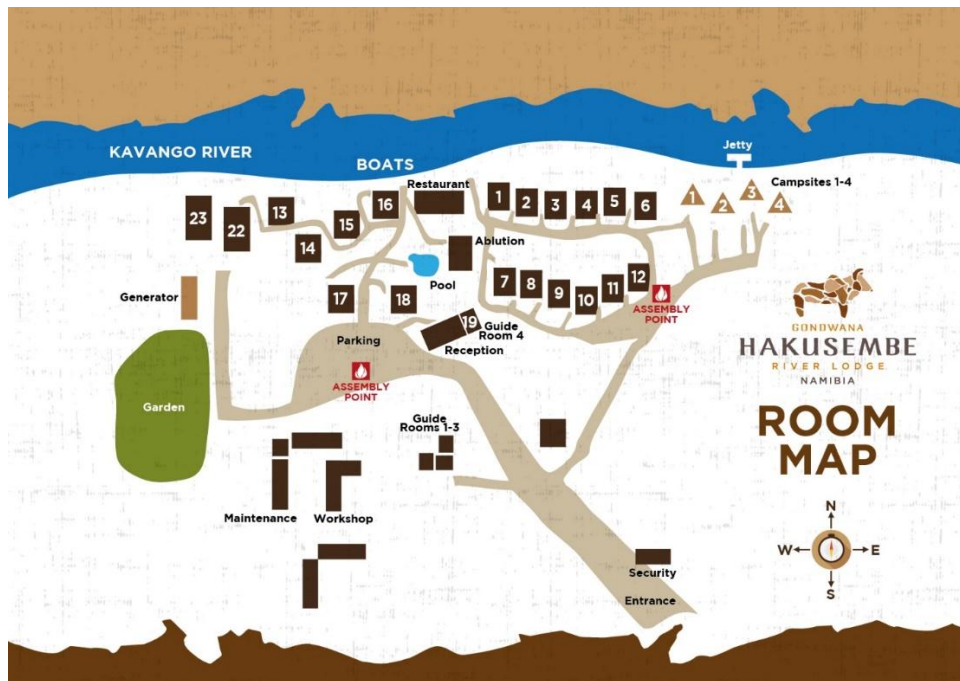 KAVANGO RIVER
BOATS
Jetty
Restaurant
Campsites 1-4
23
22
13
14
15
16
1
2
3
4
5
6
1
2
3
4
Ablution
Pool
7
8
9
10
11
12
ASSEMBLY
POINT
Generator
17
18
19
Guide
Room 4
Reception
Parking
ASSEMBLY
POINT
Garden
Guide
Rooms 1-3
Maintenance
Workshop
Security
Entrance
GONDWANA
HAKUSEMBE
RIVER LODGE
NAMIBIA
ROOM
MAP
N
W
E
S